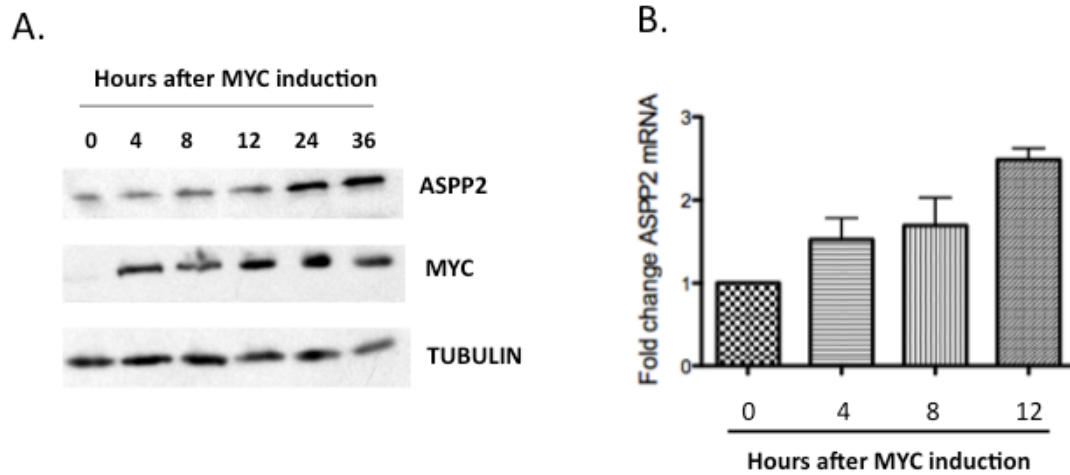 A.
Hours after MYC induction
0 4 8 12 24 36
ASPP2
MYC
TUBULIN
B.
Fold change ASPP2 mRNA
3
2
1
0
0 4 8 12
Hours after MYC induction